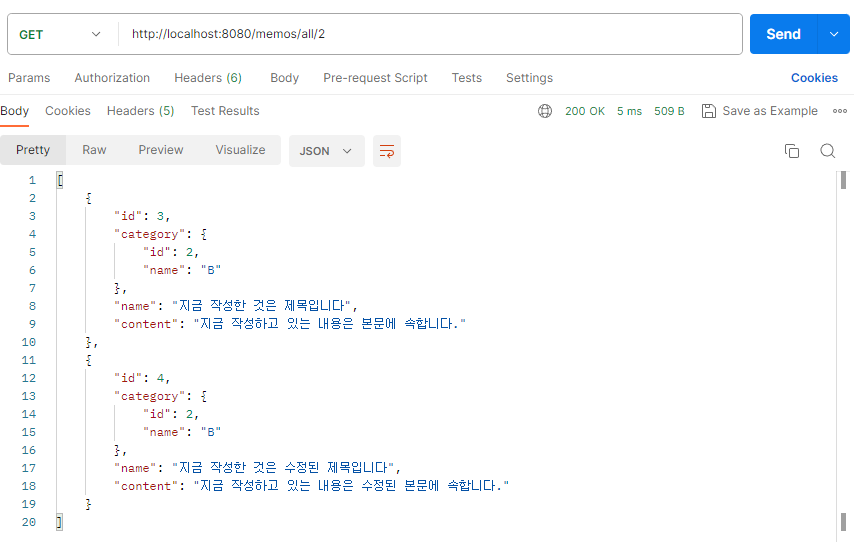 GET http://localhost:8080/memos/all/2 Send
Params Authorization Headers (6) Body Pre-request Script Tests Settings Cookies
Body Cookies Headers (5) Test Results 200 OK 5 ms 509 B Save as Example
Pretty Raw Preview Visualize JSON
1 [
2 {
3 "id": 3,
4 "category": {
5 "id": 2,
6 "name": "B"
7 },
8 "name": "지금 작성한 것은 제목입니다",
9 "content": "지금 작성하고 있는 내용은 본문에 속합니다."
10 },
11 {
12 "id": 4,
13 "category": {
14 "id": 2,
15 "name": "B"
16 },
17 "name": "지금 작성한 것은 수정된 제목입니다",
18 "content": "지금 작성하고 있는 내용은 수정된 본문에 속합니다."
19 }
20 ]